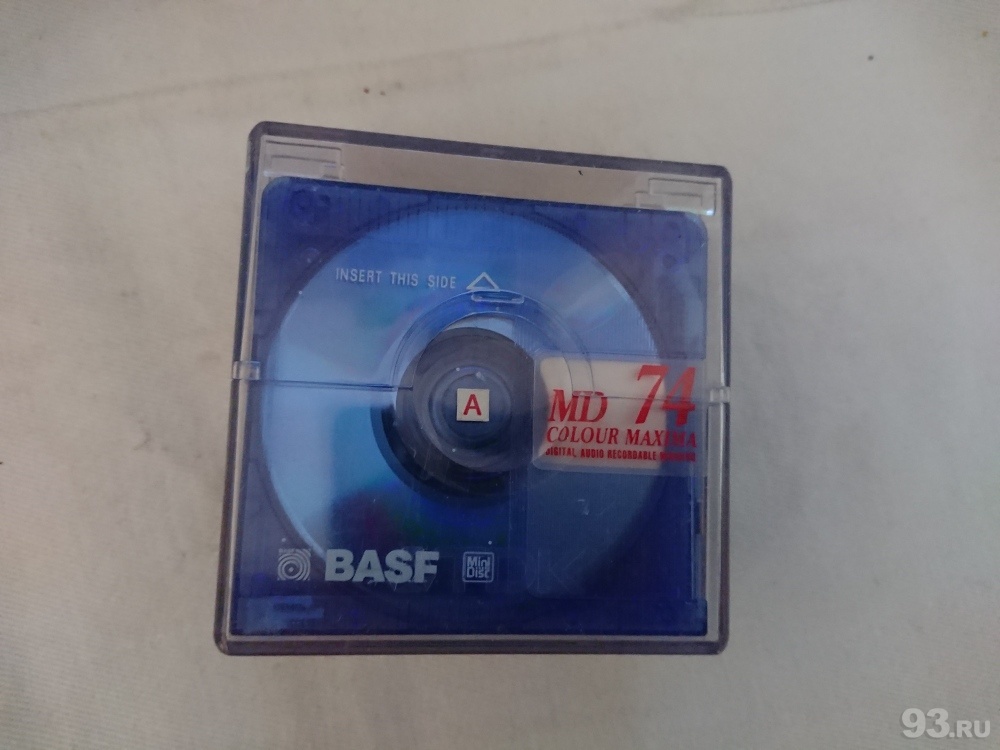 INSERT THIS SIDE
A
MD 74
COLOUR MAXIMA
DIGITAL AUDIO RECORDABLE
BASF
Mini
Disc
93.RU